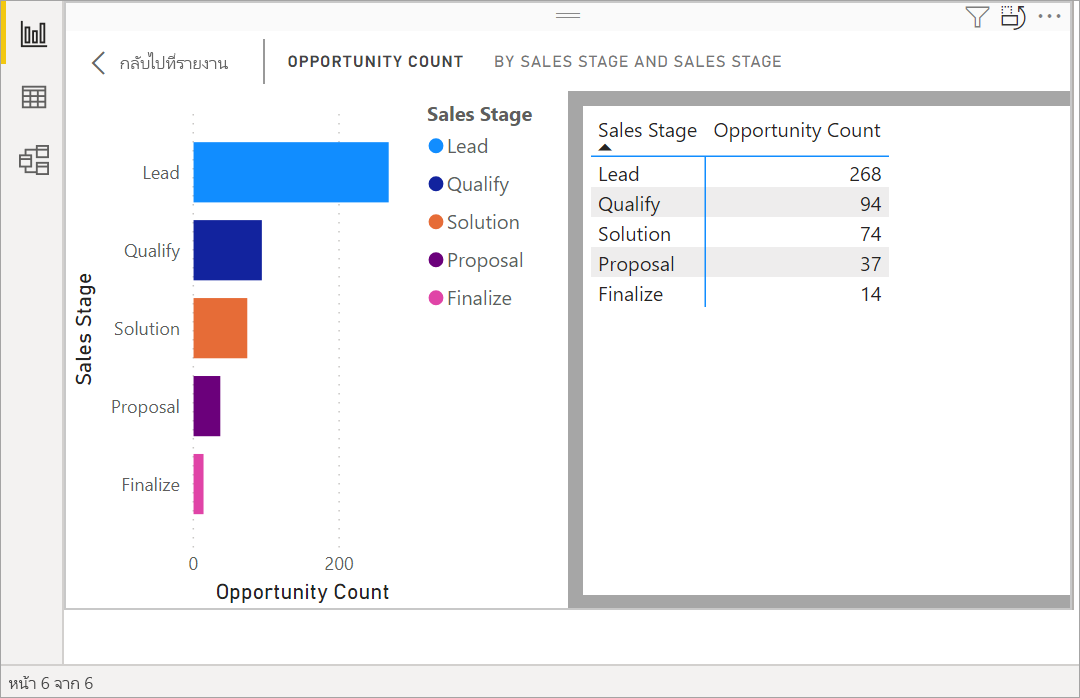 กลับไปที่รายงาน
OPPORTUNITY COUNT BY SALES STAGE AND SALES STAGE
Sales Stage
Lead
Qualify
Solution
Proposal
Finalize
0 200
Opportunity Count
Sales Stage
Lead
Qualify
Solution
Proposal
Finalize
Sales Stage Opportunity Count
Lead 268
Qualify 94
Solution 74
Proposal 37
Finalize 14
หน้า 6 จาก 6